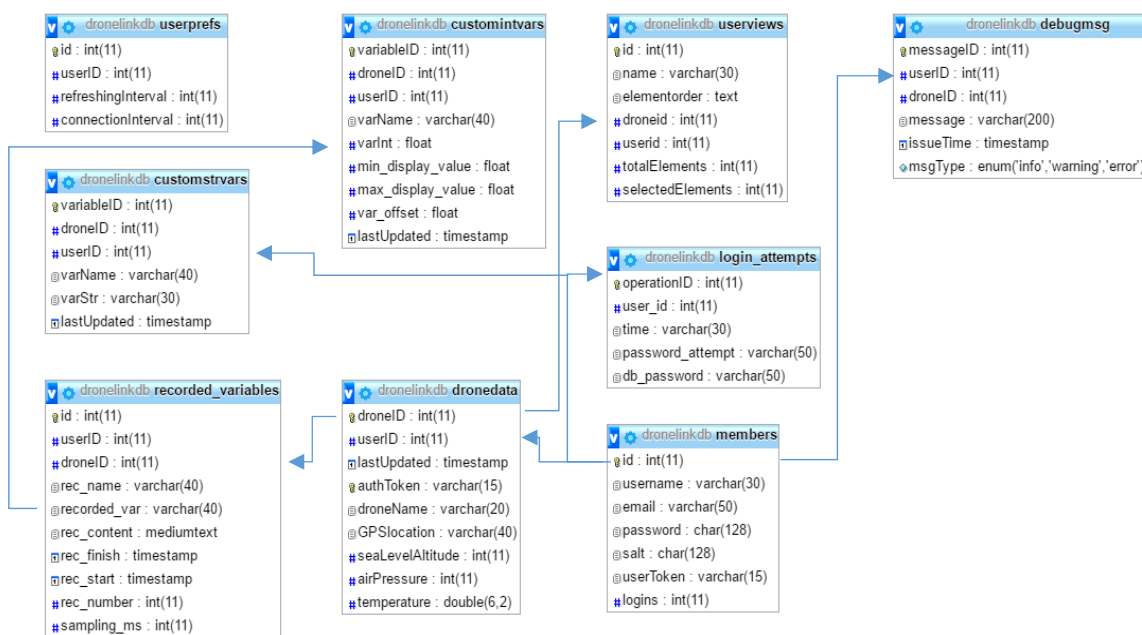 dronelinkdb userprefs
id : int(11)
userID : int(11)
refreshingInterval : int(11)
connectionInterval : int(11)
dronelinkdb customintvars
variableID : int(11)
droneID : int(11)
userID : int(11)
varName : varchar(40)
varInt : float
min_display_value : float
max_display_value : float
var_offset : float
lastUpdated : timestamp
dronelinkdb userviews
id : int(11)
name : varchar(30)
elementorder : text
droneid : int(11)
userid : int(11)
totalElements : int(11)
selectedElements : int(11)
dronelinkdb debugmsg
messageID : int(11)
userID : int(11)
droneID : int(11)
message : varchar(200)
issueTime : timestamp
msgType : enum('info','warning','error')
dronelinkdb customstrvars
variableID : int(11)
droneID : int(11)
userID : int(11)
varName : varchar(40)
varStr : varchar(30)
lastUpdated : timestamp
dronelinkdb login_attempts
operationID : int(11)
user_id : int(11)
time : varchar(30)
password_attempt : varchar(50)
db_password : varchar(50)
dronelinkdb recorded_variables
id : int(11)
userID : int(11)
droneID : int(11)
rec_name : varchar(40)
recorded_var : varchar(40)
rec_content : mediumtext
rec_finish : timestamp
rec_start : timestamp
rec_number : int(11)
sampling_ms : int(11)
dronelinkdb dronedata
droneID : int(11)
userID : int(11)
lastUpdated : timestamp
authToken : varchar(15)
droneName : varchar(20)
GPSlocation : varchar(40)
seaLevelAltitude : int(11)
airPressure : int(11)
temperature : double(6,2)
dronelinkdb members
id : int(11)
username : varchar(30)
email : varchar(50)
password : char(128)
salt : char(128)
userToken : varchar(15)
logins : int(11)